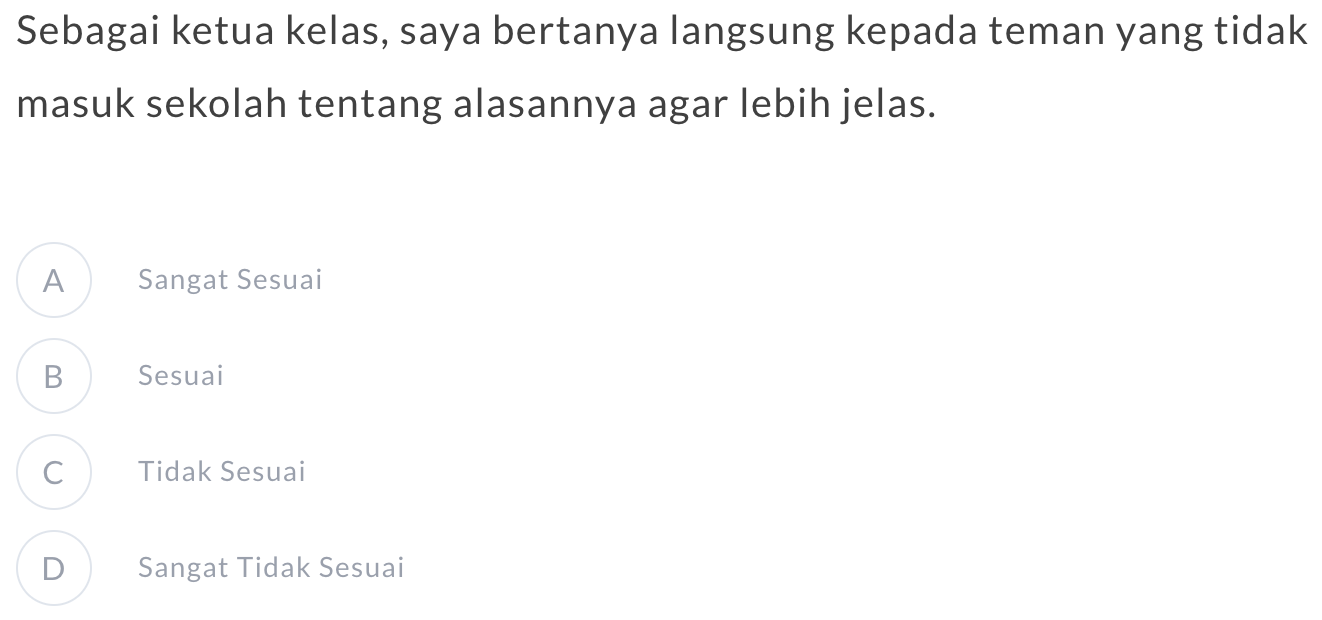 Sebagai ketua kelas, saya bertanya langsung kepada teman yang tidak
masuk sekolah tentang alasannya agar lebih jelas.
A Sangat Sesuai
B Sesuai
C Tidak Sesuai
D Sangat Tidak Sesuai